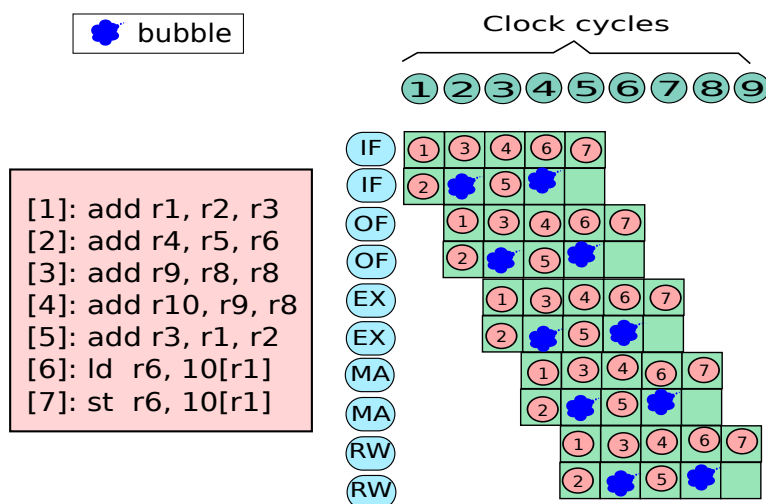 bubble
Clock cycles
1 2 3 4 5 6 7 8 9
IF 1 3 4 6 7
IF 2 5
OF 1 3 4 6 7
OF 2 5
EX 1 3 4 6 7
EX 2 5
MA 1 3 4 6 7
MA 2 5
RW 1 3 4 6 7
RW 2 5
[1]: add r1, r2, r3
[2]: add r4, r5, r6
[3]: add r9, r8, r8
[4]: add r10, r9, r8
[5]: add r3, r1, r2
[6]: ld r6, 10[r1]
[7]: st r6, 10[r1]